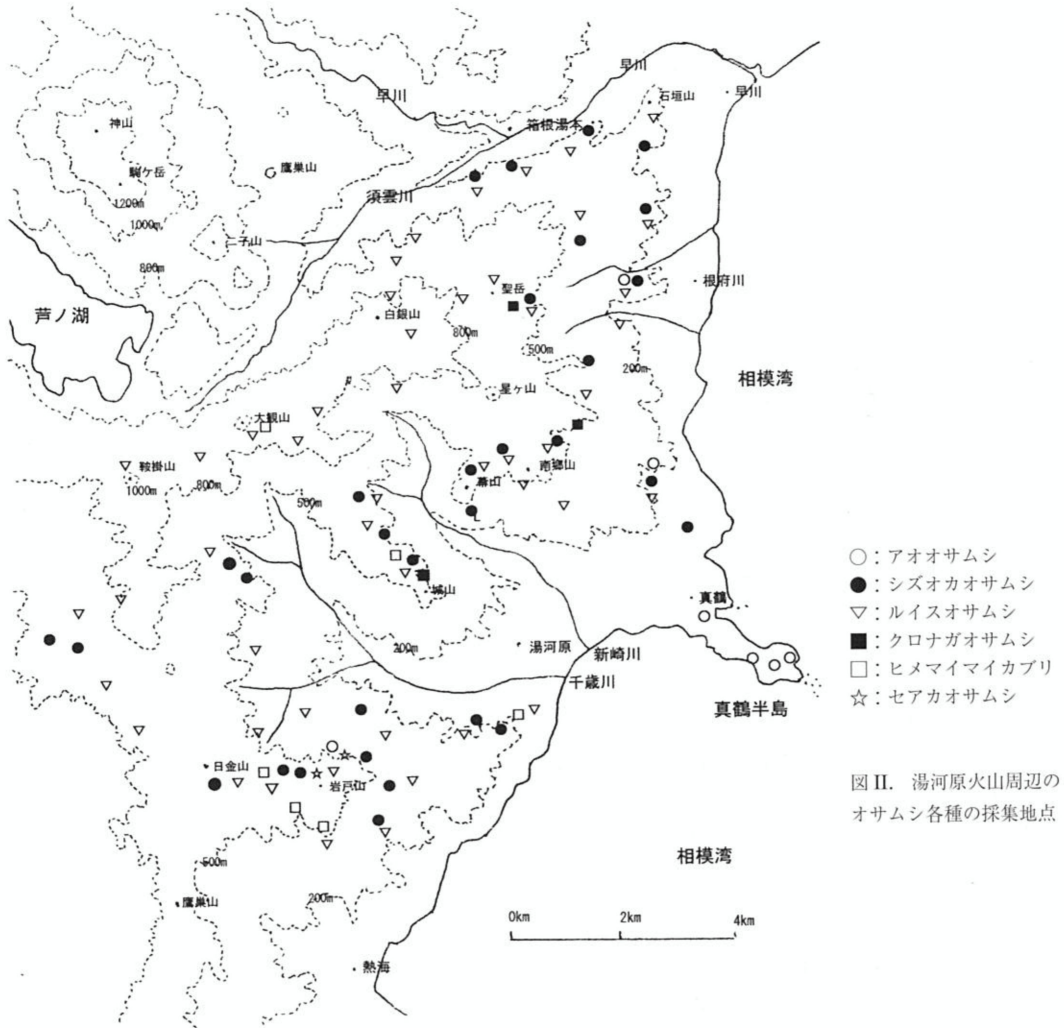 早川
早川
石垣山
早川
神山
箱根湯本
駒ケ岳
鷹巣山
須雲川
1200m
1000m
二子山
800m
根府川
聖岳
芦ノ湖
白銀山
800m
500m
200m
相模湾
星ヶ山
大観山
鞍掛山
南郷山
幕山
1000m
800m
500m
城山
真鶴
200m
湯河原
新崎川
千歳川
真鶴半島
日金山
岩戸山
500m
相模湾
200m
鷹巣山
0km 2km 4km
熱海
○：アオオサムシ
●：シズオカオサムシ
▽：ルイスオサムシ
■：クロナガオサムシ
□：ヒメマイマイカブリ
☆：セアカオサムシ
図 II. 湯河原火山周辺の
オサムシ各種の採集地点